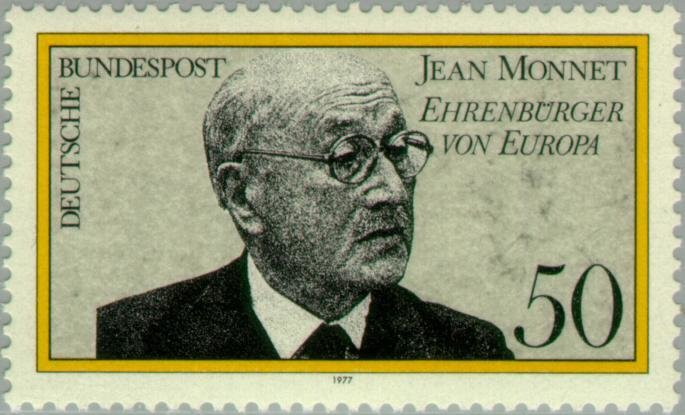 DEUTSCHE
BUNDESPOST
JEAN MONNET
EHRENBÜRGER
VON EUROPA
50
1977